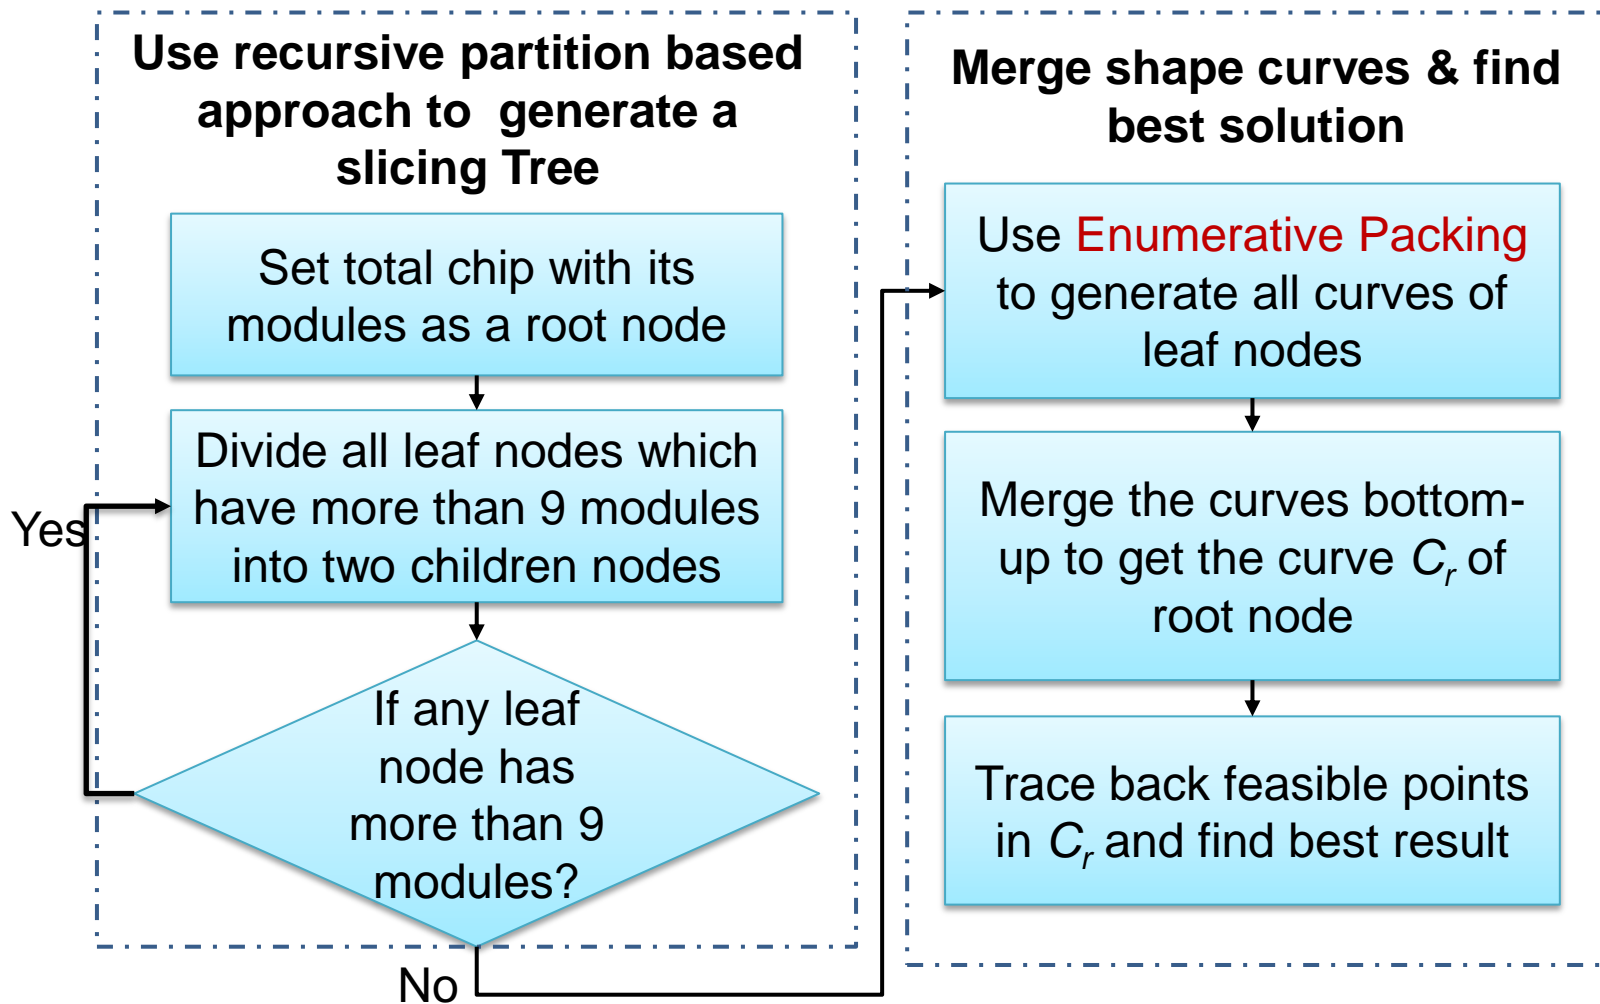 Use recursive partition based
approach to generate a
slicing Tree
Set total chip with its
modules as a root node
Divide all leaf nodes which
have more than 9 modules
into two children nodes
Yes
If any leaf
node has
more than 9
modules?
No
Merge shape curves & find
best solution
Use Enumerative Packing
to generate all curves of
leaf nodes
Merge the curves bottom-
up to get the curve Cr of
root node
Trace back feasible points
in Cr and find best result